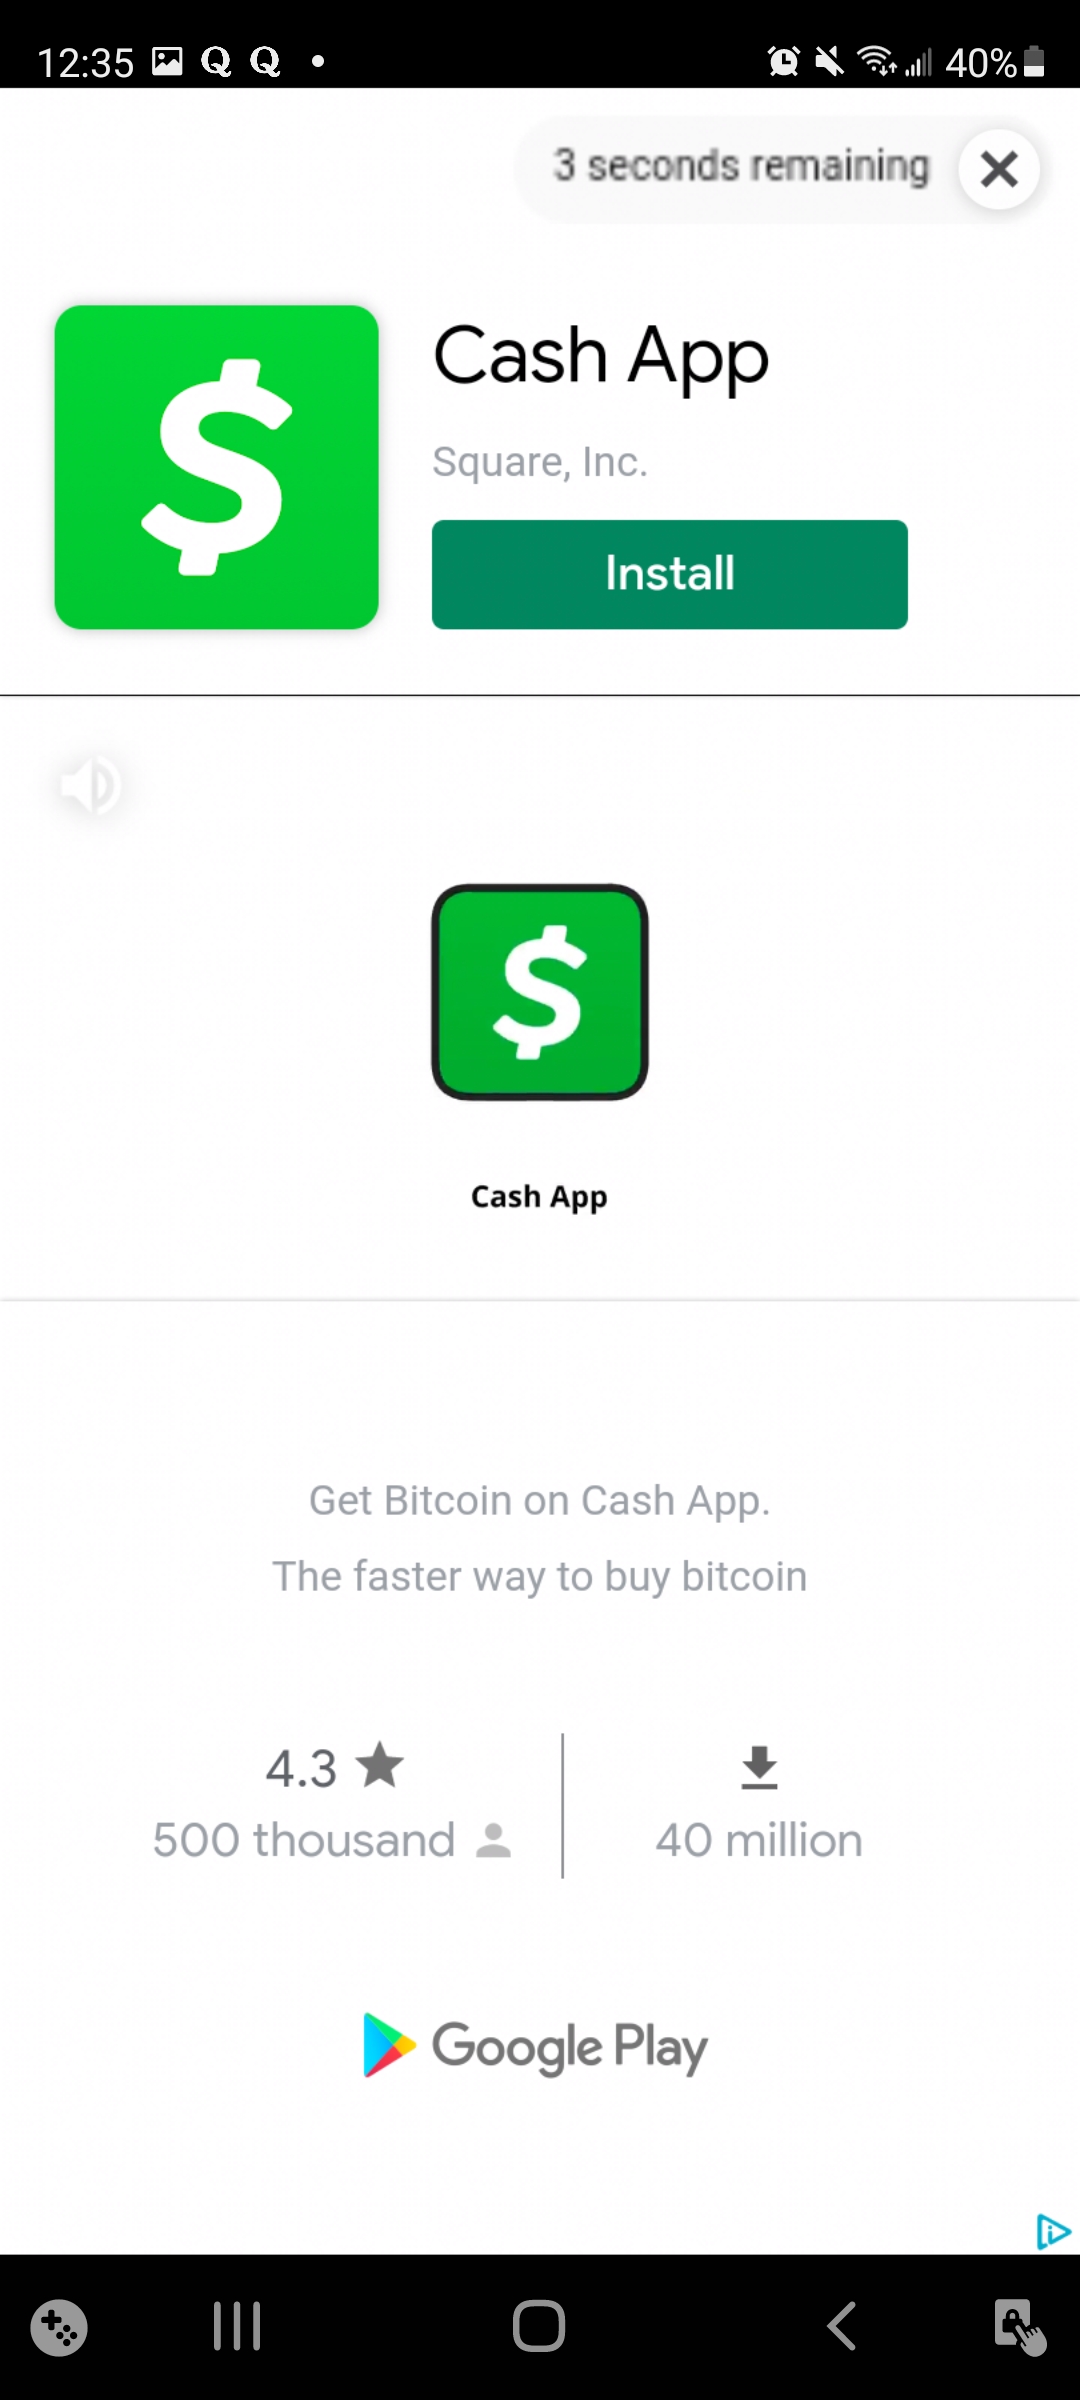 12:35
40%
3 seconds remaining
Cash App
Square, Inc.
Install
Cash App
Get Bitcoin on Cash App.
The faster way to buy bitcoin
4.3
500 thousand
40 million
Google Play